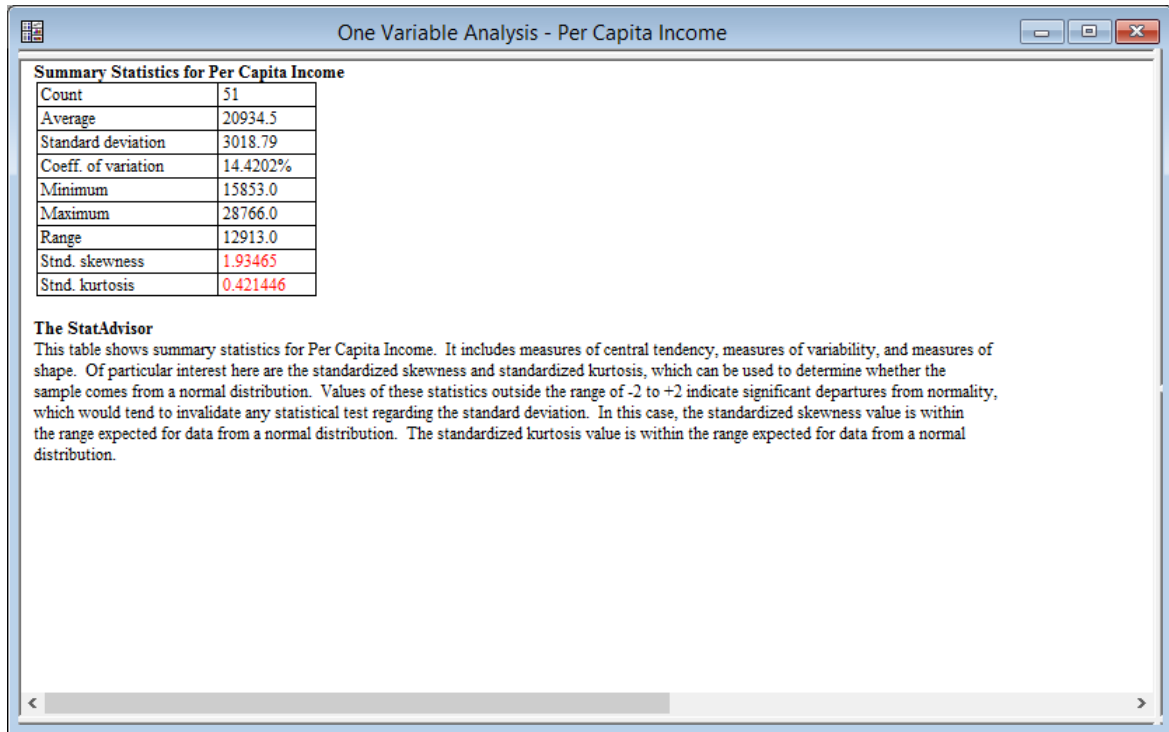 One Variable Analysis - Per Capita Income
Summary Statistics for Per Capita Income
Count 51
Average 20934.5
Standard deviation 3018.79
Coeff. of variation 14.4202%
Minimum 15853.0
Maximum 28766.0
Range 12913.0
Stnd. skewness 1.93465
Stnd. kurtosis 0.421446
The StatAdvisor
This table shows summary statistics for Per Capita Income. It includes measures of central tendency, measures of variability, and measures of
shape. Of particular interest here are the standardized skewness and standardized kurtosis, which can be used to determine whether the
sample comes from a normal distribution. Values of these statistics outside the range of -2 to +2 indicate significant departures from normality,
which would tend to invalidate any statistical test regarding the standard deviation. In this case, the standardized skewness value is within
the range expected for data from a normal distribution. The standardized kurtosis value is within the range expected for data from a normal
distribution.